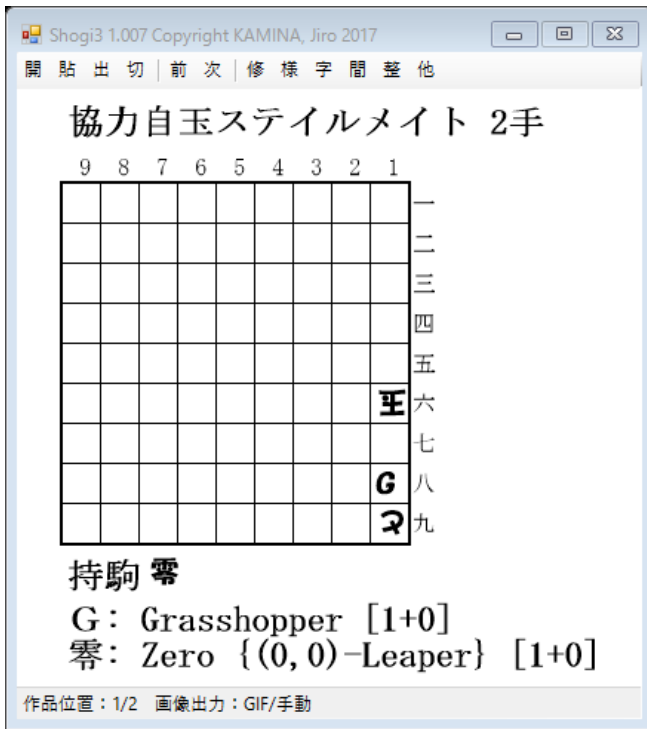 Shogi3 1.007 Copyright KAMINA, Jiro 2017
開 貼 出 切 前 次 修 様 字 間 整 他
協力自玉ステイルメイト 2手
9 8 7 6 5 4 3 2 1
一
二
三
四
五
王 六
七
G 八
九
持駒 零
G: Grasshopper [1+0]
零: Zero {(0,0)-Leaper} [1+0]
作品位置:1/2 画像出力:GIF/手動